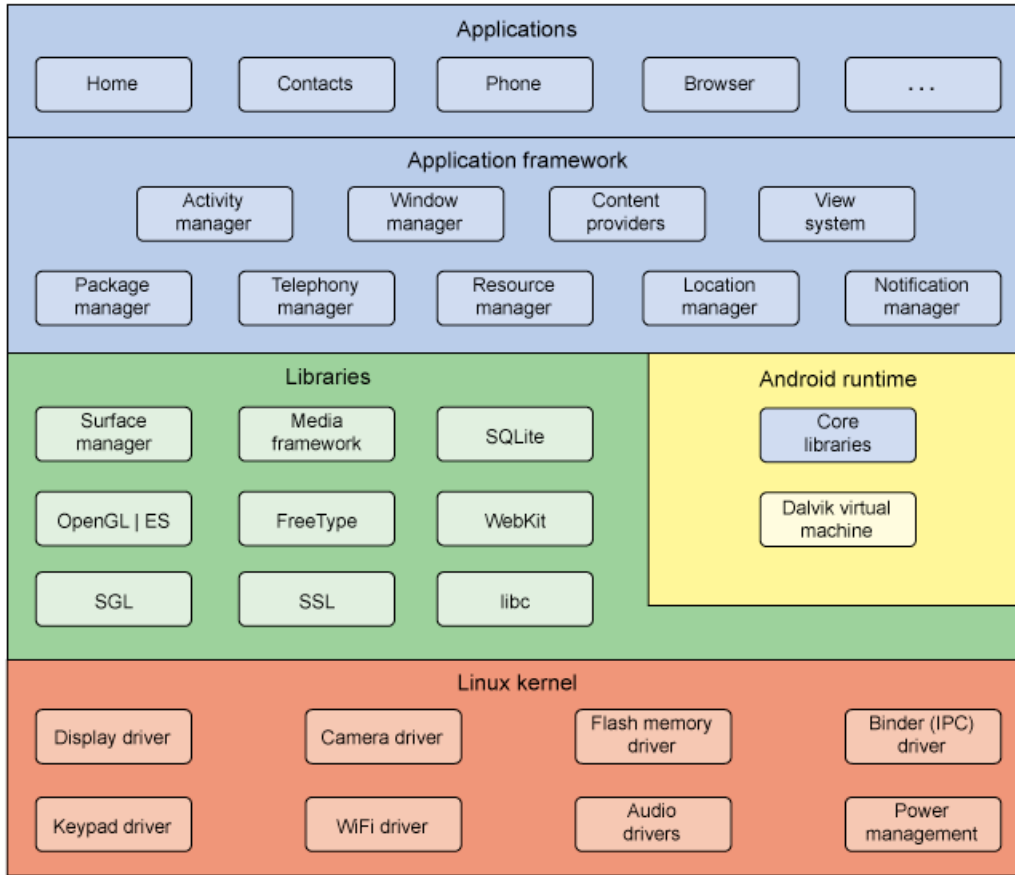 Applications
Home
Contacts
Phone
Browser
...
Application framework
Activity
manager
Window
manager
Content
providers
View
system
Package
manager
Telephony
manager
Resource
manager
Location
manager
Notification
manager
Libraries
Android runtime
Surface
manager
Media
framework
SQLite
Core
libraries
OpenGL | ES
FreeType
WebKit
Dalvik virtual
machine
SGL
SSL
libc
Linux kernel
Display driver
Camera driver
Flash memory
driver
Binder (IPC)
driver
Keypad driver
WiFi driver
Audio
drivers
Power
management